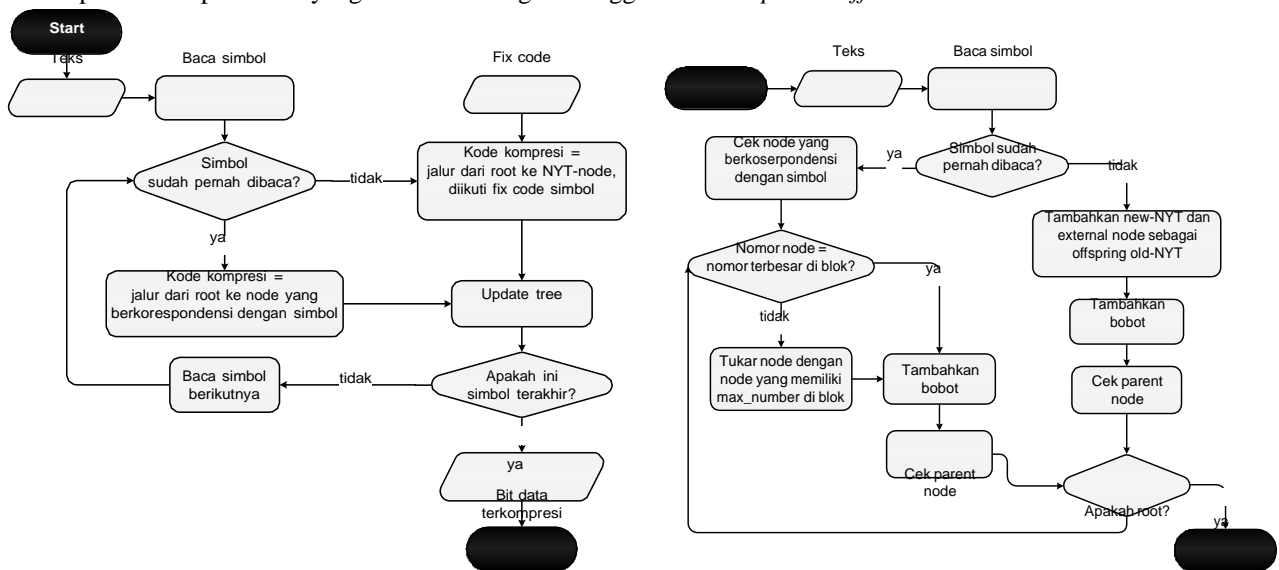 Start
Teks
Baca simbol
Fix code
Simbol
sudah pernah dibaca?
tidak
Kode kompresi =
jalur dari root ke NYT-node,
diikuti fix code simbol
ya
Kode kompresi =
jalur dari root ke node yang
berkorespondensi dengan simbol
Update tree
Baca simbol
berikutnya
tidak
Apakah ini
simbol terakhir?
ya
Bit data
terkompresi
Teks
Baca simbol
Cek node yang
berkoserpondensi
dengan simbol
ya
Simbol sudah
pernah dibaca?
tidak
Tambahkan new-NYT dan
external node sebagai
offspring old-NYT
Nomor node =
nomor terbesar di blok?
ya
tidak
Tambahkan
bobot
Tukar node dengan
node yang memiliki
max_number di blok
Tambahkan
bobot
Cek parent
node
Cek parent
node
Apakah root?
ya